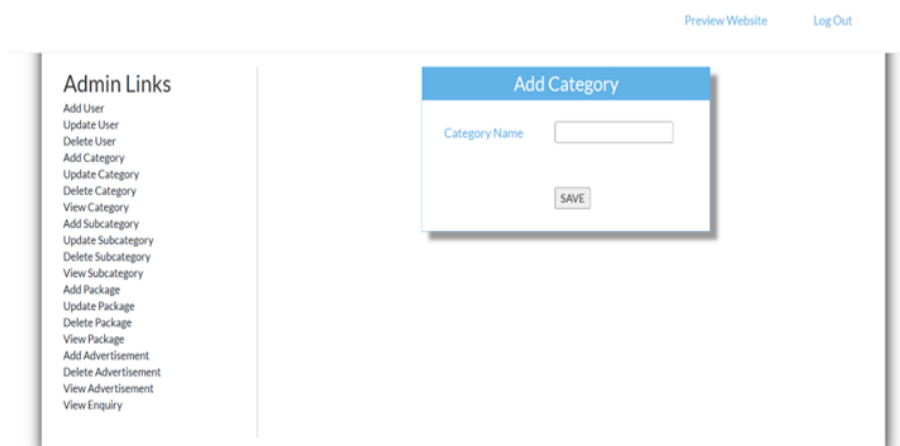 Preview Website Log Out
Admin Links
Add User
Update User
Delete User
Add Category
Update Category
Delete Category
View Category
Add Subcategory
Update Subcategory
Delete Subcategory
View Subcategory
Add Package
Update Package
Delete Package
View Package
Add Advertisement
Delete Advertisement
View Advertisement
View Enquiry
Add Category
Category Name
SAVE